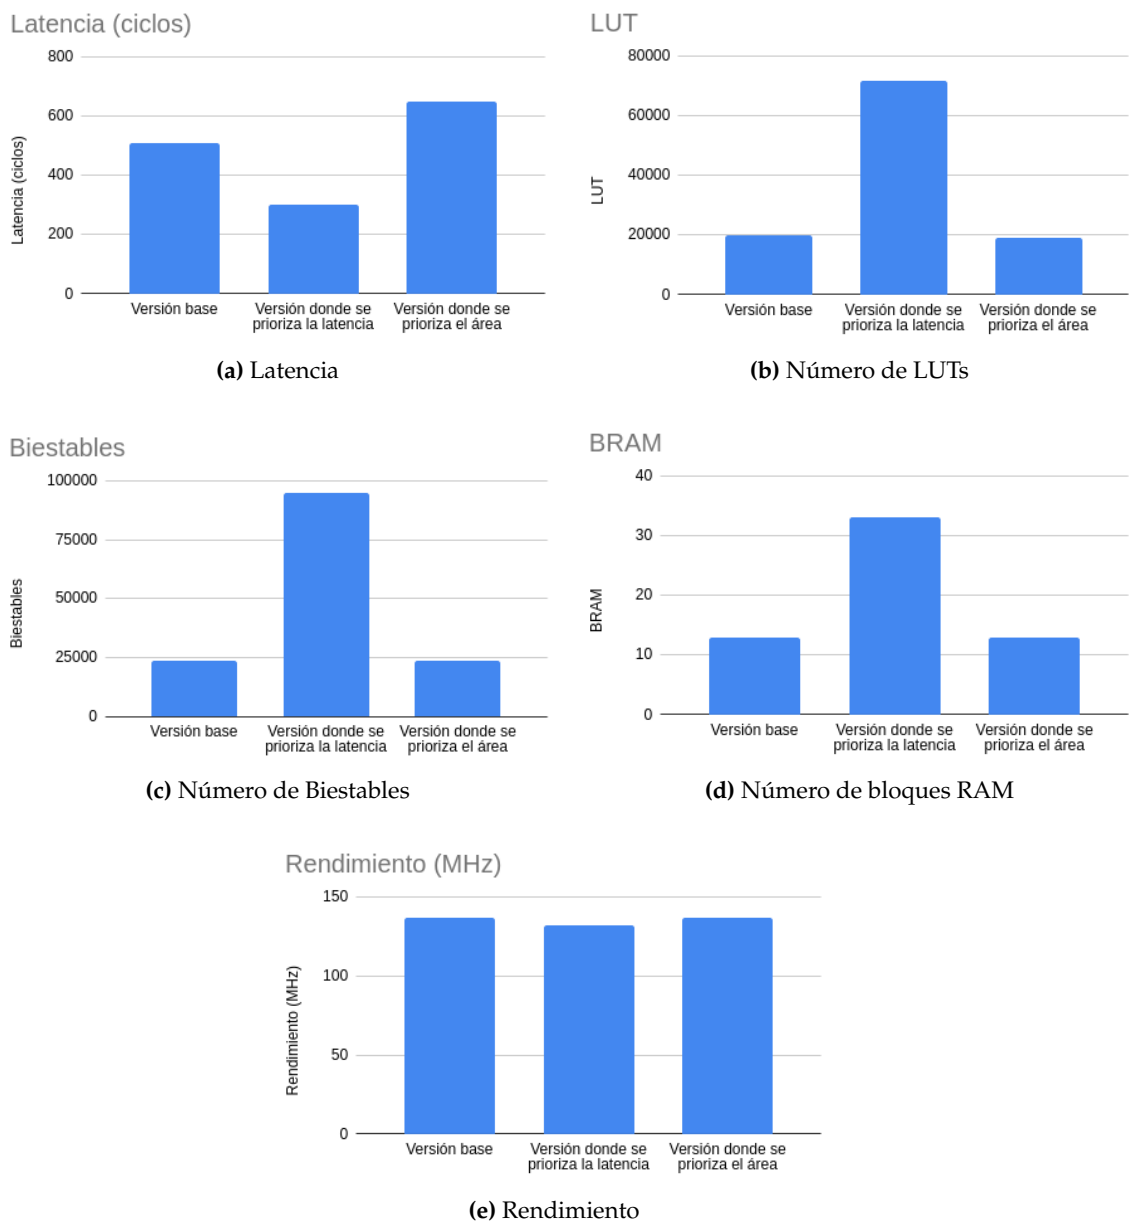 Latencia (ciclos)
800
600
400
200
0
Latencia (ciclos)
Versión base
Versión donde se
prioriza la latencia
Versión donde se
prioriza el área
(a) Latencia
LUT
80000
60000
40000
20000
0
LUT
Versión base
Versión donde se
prioriza la latencia
Versión donde se
prioriza el área
(b) Número de LUTs
Biestables
100000
75000
50000
25000
0
Biestables
Versión base
Versión donde se
prioriza la latencia
Versión donde se
prioriza el área
(c) Número de Biestables
BRAM
40
30
20
10
0
BRAM
Versión base
Versión donde se
prioriza la latencia
Versión donde se
prioriza el área
(d) Número de bloques RAM
Rendimiento (MHz)
150
100
50
0
Rendimiento (MHz)
Versión base
Versión donde se
prioriza la latencia
Versión donde se
prioriza el área
(e) Rendimiento